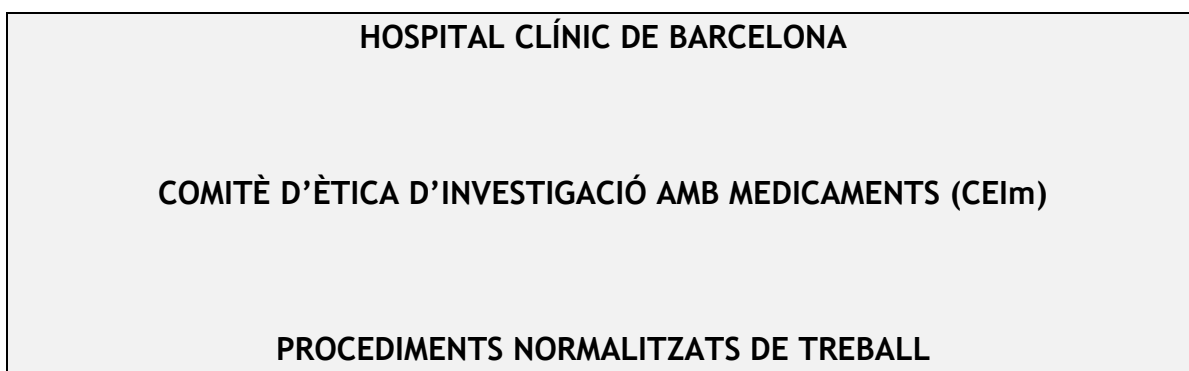 HOSPITAL CLÍNIC DE BARCELONA
COMITÈ D’ÈTICA D’INVESTIGACIÓ AMB MEDICAMENTS (CEIm)
PROCEDIMENTS NORMALITZATS DE TREBALL